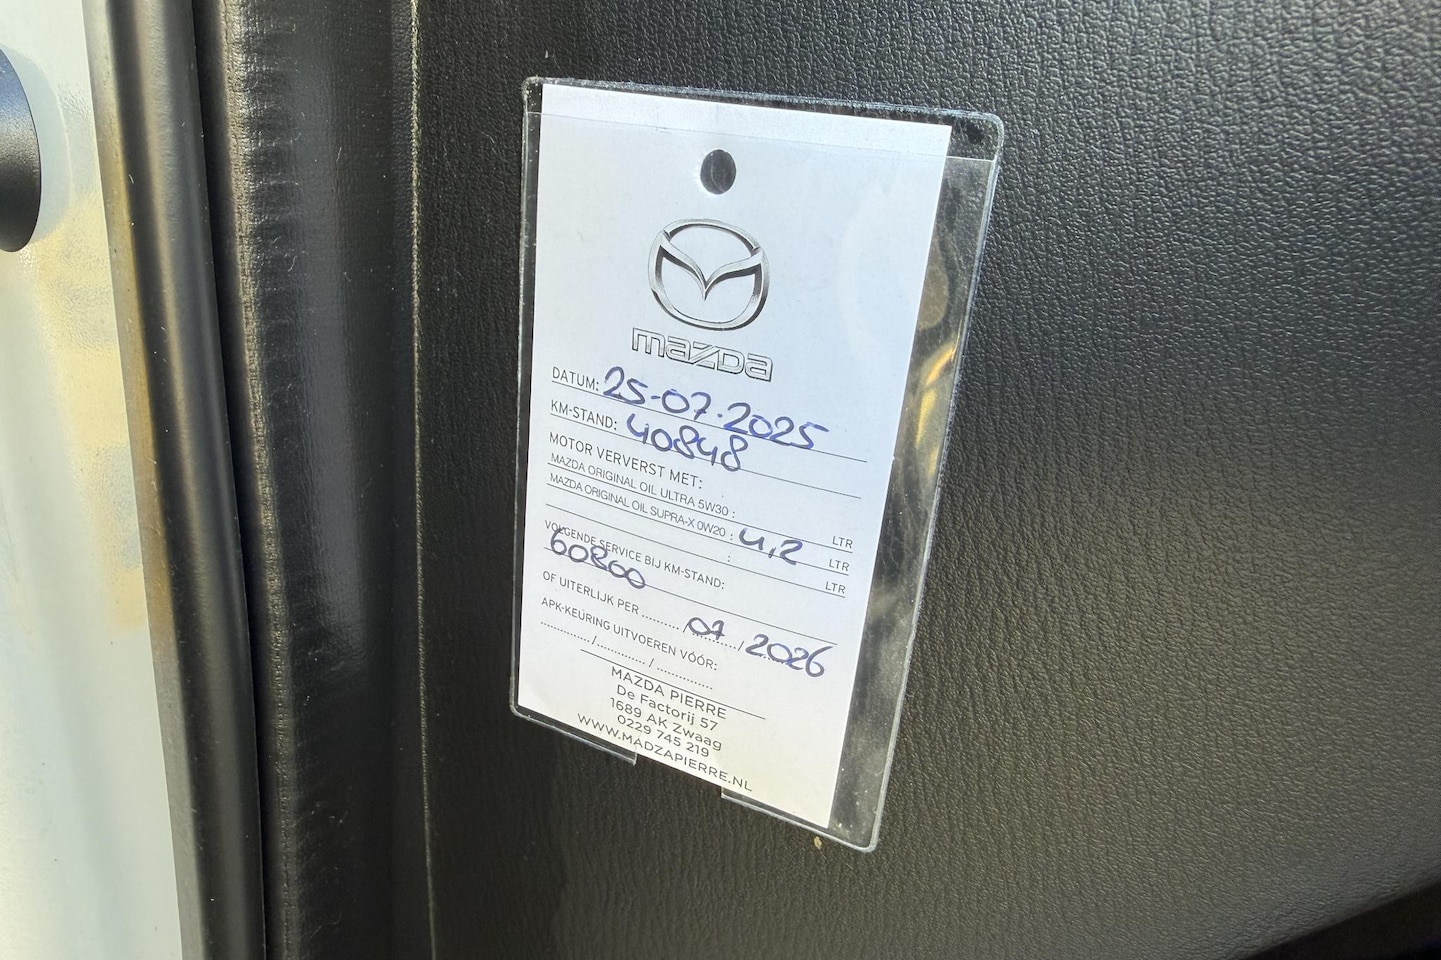 mazda
DATUM: 25-07-2025
KM-STAND: 40848
MOTOR VERVERST MET:
MAZDA ORIGINAL OIL ULTRA 5W30 : LTR
MAZDA ORIGINAL OIL SUPRA-X 0W20 : 4,2 LTR
: LTR
VOLGENDE SERVICE BIJ KM-STAND:
60800
OF UITERLIJK PER ........./07/2026
APK-KEURING UITVOEREN VÓÓR:
............/............/..............
MAZDA PIERRE
De Factorij 57
1689 AK Zwaag
0229 745 219
WWW.MADZAPIERRE.NL